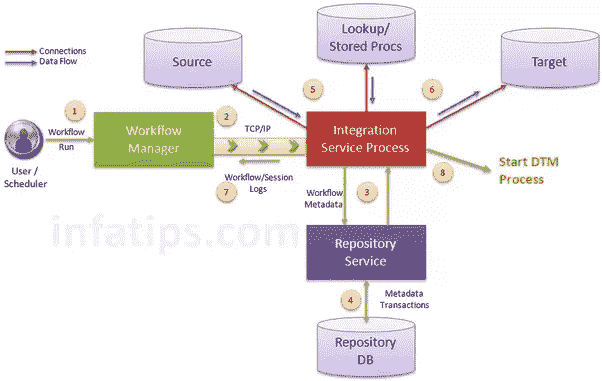 Connections
Data Flow
Source
Lookup/
Stored Procs
Target
1
2
5
6
Workflow
Run
Workfflow
Manager
TCP/IP
Integration
Service Process
User /
Scheduler
Workflow/Session
Logs
7
8
Start DTM
Process
Workflow
Metadata
3
infatips.com
Repository
Service
4
Metadata
Transactions
Repository
DB